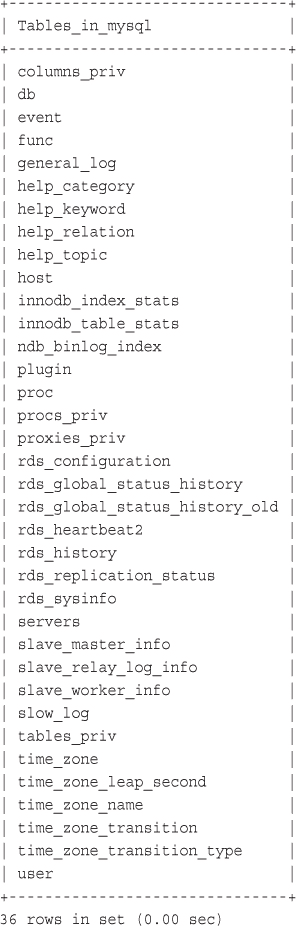 +------------------------------+
| Tables_in_mysql              |
+------------------------------+
| columns_priv                 |
| db                           |
| event                        |
| func                         |
| general_log                  |
| help_category                |
| help_keyword                 |
| help_relation                |
| help_topic                   |
| host                         |
| innodb_index_stats           |
| innodb_table_stats           |
| ndb_binlog_index             |
| plugin                       |
| proc                         |
| procs_priv                   |
| proxies_priv                 |
| rds_configuration            |
| rds_global_status_history    |
| rds_global_status_history_old |
| rds_heartbeat2               |
| rds_history                  |
| rds_replication_status       |
| rds_sysinfo                  |
| servers                      |
| slave_master_info            |
| slave_relay_log_info         |
| slave_worker_info            |
| slow_log                     |
| tables_priv                  |
| time_zone                    |
| time_zone_leap_second        |
| time_zone_name               |
| time_zone_transition         |
| time_zone_transition_type    |
| user                         |
+------------------------------+
36 rows in set (0.00 sec)